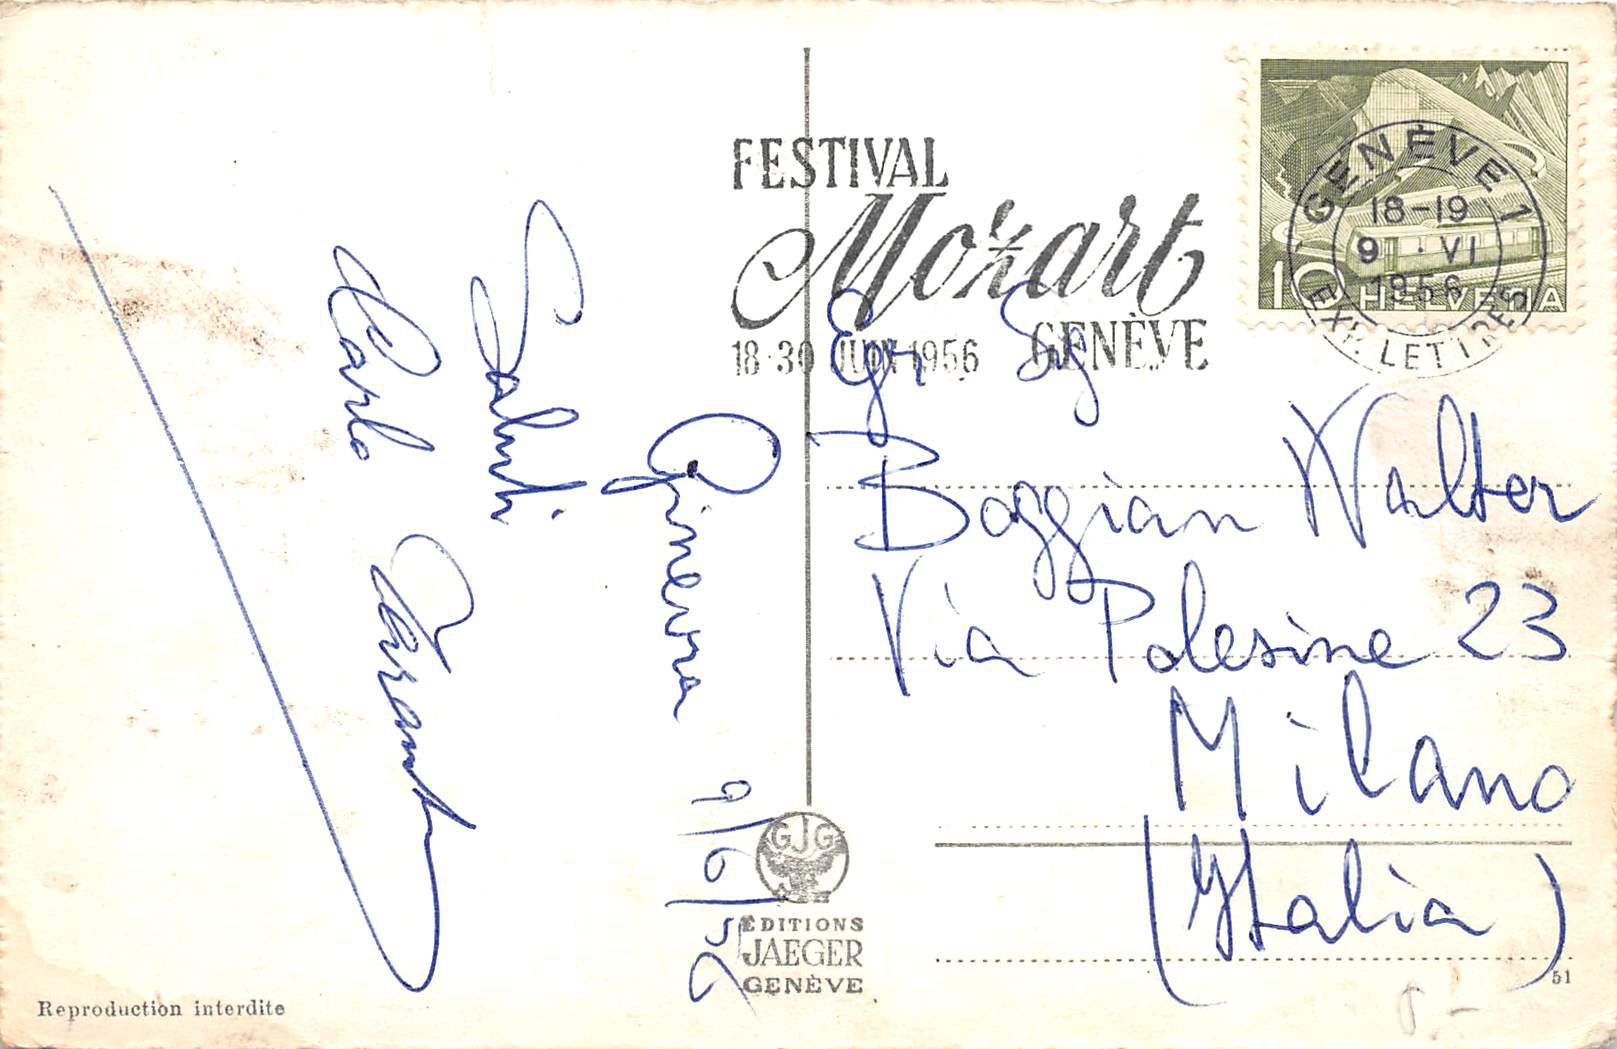 Ginevra 9/6/56
Saluti
Carlo
FESTIVAL
Mozart
18-30 JUIN 1956 GENÈVE
GENÈVE 1
18-19
9·VI
1956
EXP. LETTRES
10 HELVETIA
Egr. Sig
Boggian Walter
Via Polesine 23
Milano
(Italia)
GJG
EDITIONS
JAEGER
GENÈVE
Reproduction interdite
51